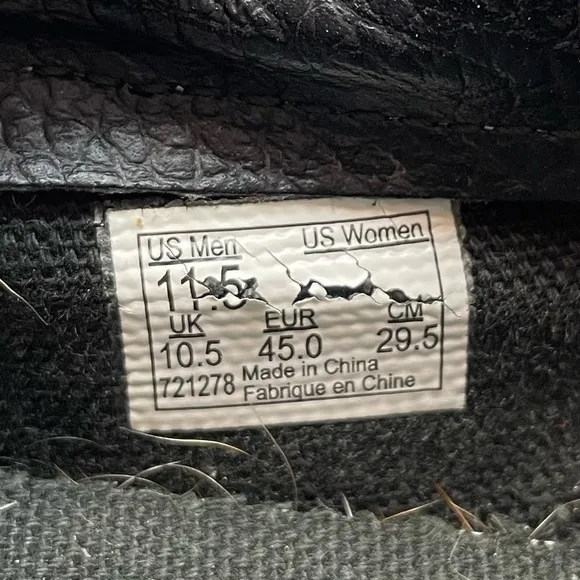 US Men US Women
11.5
UK EUR CM
10.5 45.0 29.5
721278 Made in China
Fabrique en Chine